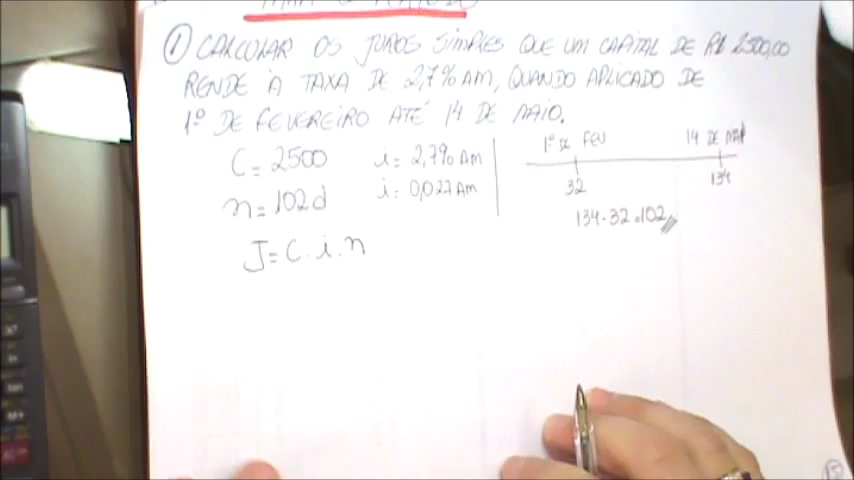 ① CALCULAR OS JUROS SIMPLES QUE UM CAPITAL DE R$ 2500,00
RENDE À TAXA DE 2,7% AM, QUANDO APLICADO DE
1º DE FEVEREIRO ATÉ 14 DE MAIO.
C= 2500
i= 2,7% AM
n= 102d
i= 0,027 AM
J= C.i.n
1º DE FEV
14 DE MAI
32
134
134-32=102
15